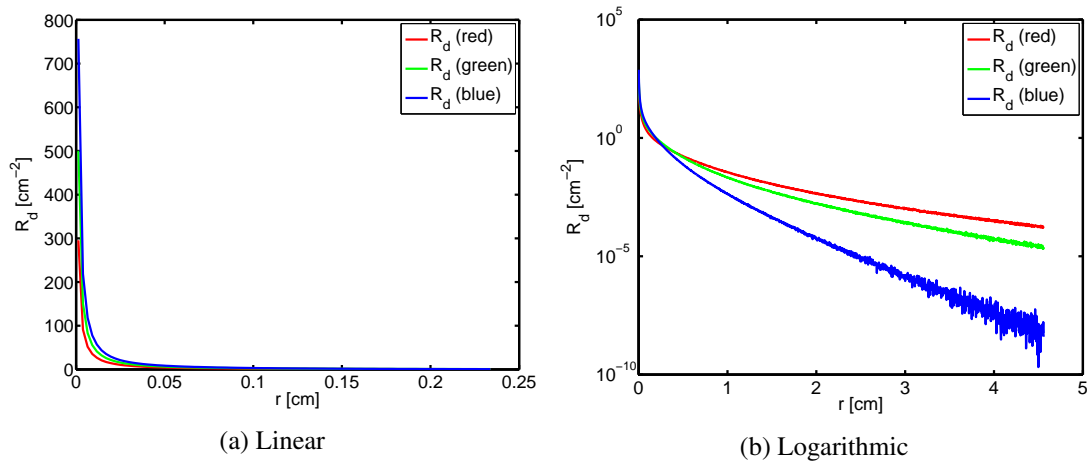 800
700
600
500
400
300
200
100
0
R_d [cm^-2]
0 0.05 0.1 0.15 0.2 0.25
r [cm]
R_d (red)
R_d (green)
R_d (blue)
(a) Linear
10^5
10^0
10^-5
10^-10
R_d [cm^-2]
0 1 2 3 4 5
r [cm]
R_d (red)
R_d (green)
R_d (blue)
(b) Logarithmic